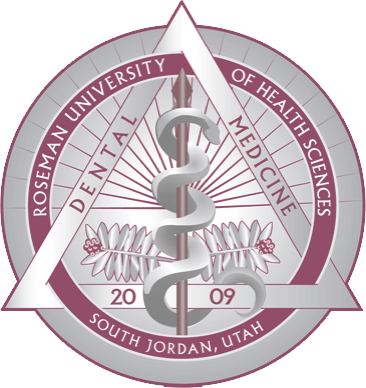 ROSEMAN UNIVERSITY OF HEALTH SCIENCES
DENTAL MEDICINE
20 09
SOUTH JORDAN, UTAH